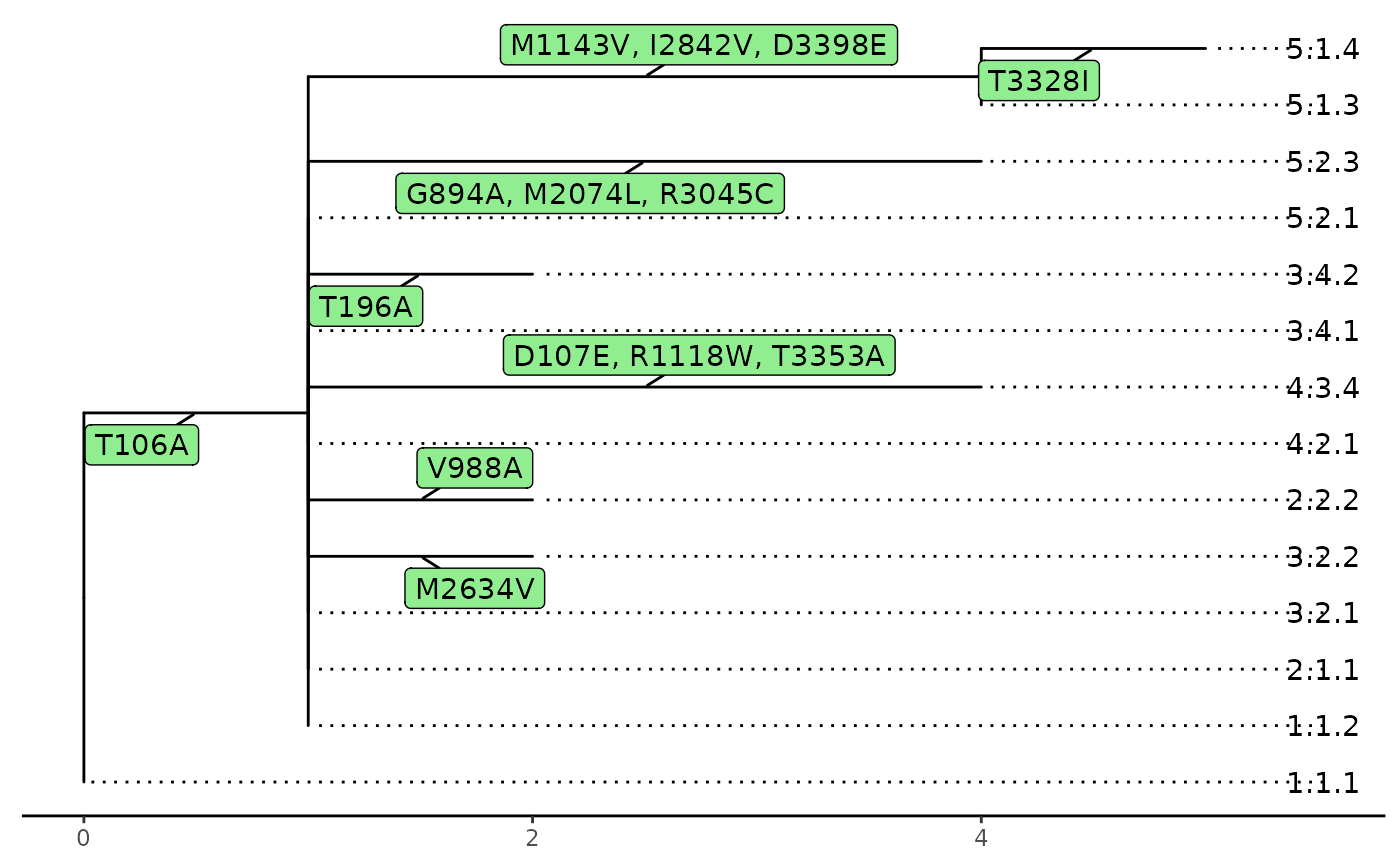 M1143V, I2842V, D3398E
5.1.4
T3328I
5.1.3
5.2.3
G894A, M2074L, R3045C
5.2.1
3.4.2
T196A
3.4.1
D107E, R1118W, T3353A
4.3.4
T106A
4.2.1
V988A
2.2.2
3.2.2
M2634V
3.2.1
2.1.1
1.1.2
1.1.1
0 2 4